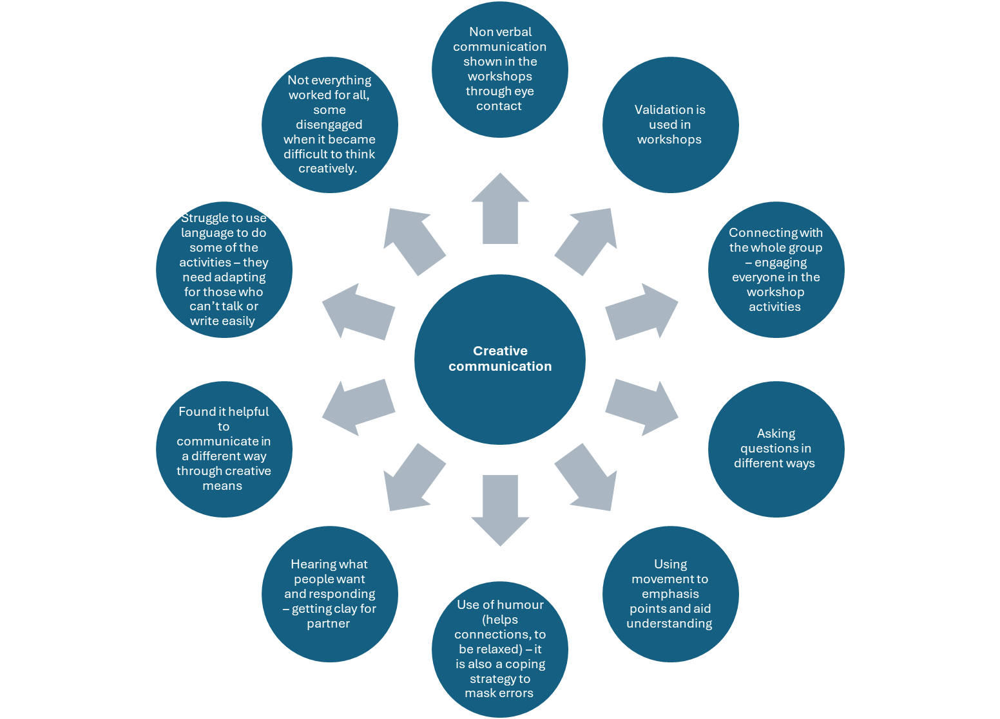 Non verbal
communication
shown in the
workshops
through eye
contact
Validation is
used in
workshops
Connecting with
the whole group
– engaging
everyone in the
workshop
activities
Asking
questions in
different ways
Using
movement to
emphasis
points and aid
understanding
Use of humour
(helps
connections, to
be relaxed) – it
is also a coping
strategy to
mask errors
Hearing what
people want
and responding
– getting clay for
partner
Found it helpful
to
communicate in
a different way
through creative
means
Struggle to use
language to do
some of the
activities – they
need adapting
for those who
can’t talk or
write easily
Not everything
worked for all,
some
disengaged
when it became
difficult to think
creatively.
Creative
communication